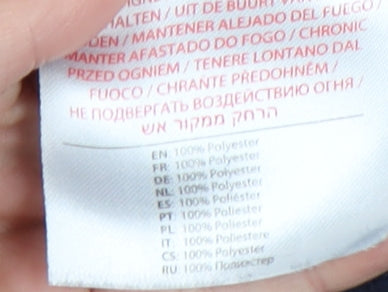 HALTEN / UIT DE BUURT VAN
/ MANTENER ALEJADO DEL FUEGO /
MANTER AFASTADO DO FOGO / CHRONIC
PRZED OGNIEM / TENERE LONTANO DAL
FUOCO / CHRANTE PŘEDOHNĚM /
НЕ ПОДВЕРГАТЬ ВОЗДЕЙСТВИЮ ОГНЯ /
הרחק ממקור אש
EN: 100% Polyester
FR: 100% Polyester
DE: 100% Polyester
NL: 100% Polyester
ES: 100% Poliéster
PT: 100% Poliester
PL: 100% Poliester
IT: 100% Poliestere
CS: 100% Polyester
RU: 100% Полиэстер